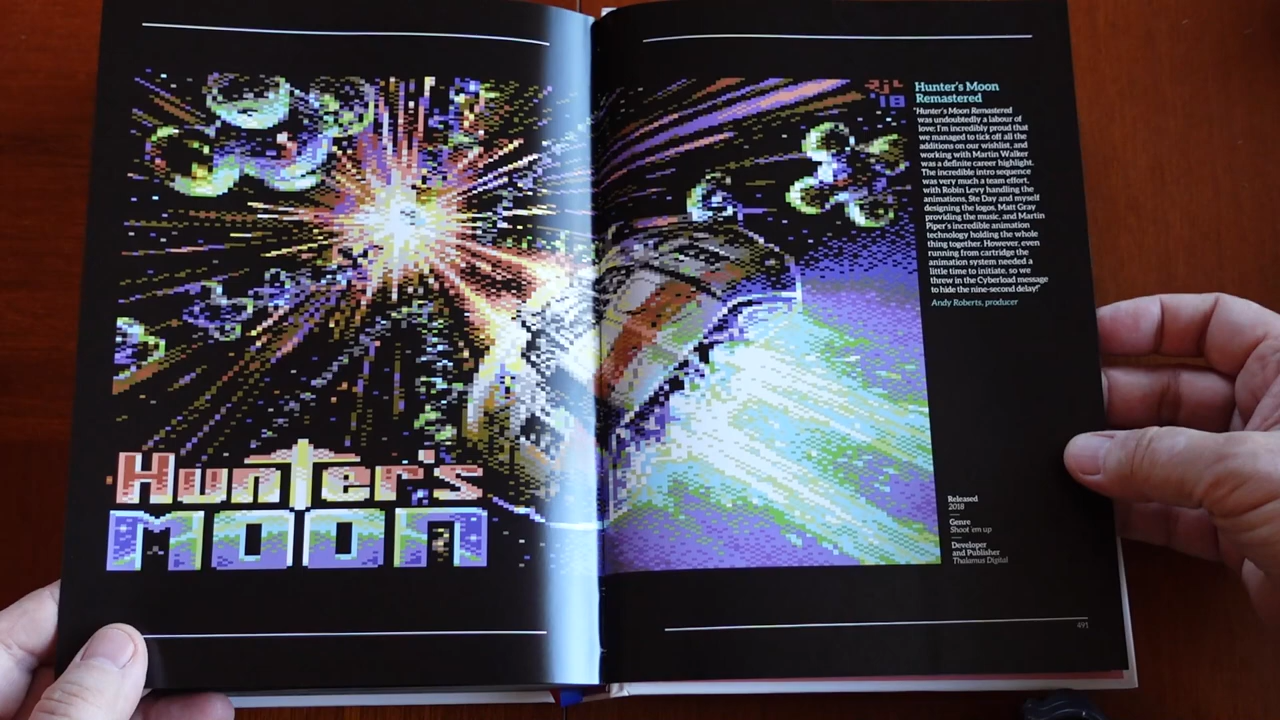 Hunter's
Moon
RJL
'18
Hunter's Moon
Remastered
"Hunter's Moon Remastered
was undoubtedly a labour of
love; I'm incredibly proud that
we managed to tick off all the
additions on our wishlist, and
working with Martin Walker
was a definite career highlight.
The incredible intro sequence
was very much a team effort,
with Robin Levy handling the
animations, Ste Day and myself
designing the logos, Matt Gray
providing the music, and Martin
Piper's incredible animation
technology holding the whole
thing together. However, even
running from cartridge the
animation system needed a
little time to initiate, so we
threw in the Cyberload message
to hide the nine-second delay!"
Andy Roberts, producer
Released
2018
Genre
Shoot 'em up
Developer
and Publisher
Thalamus Digital
491